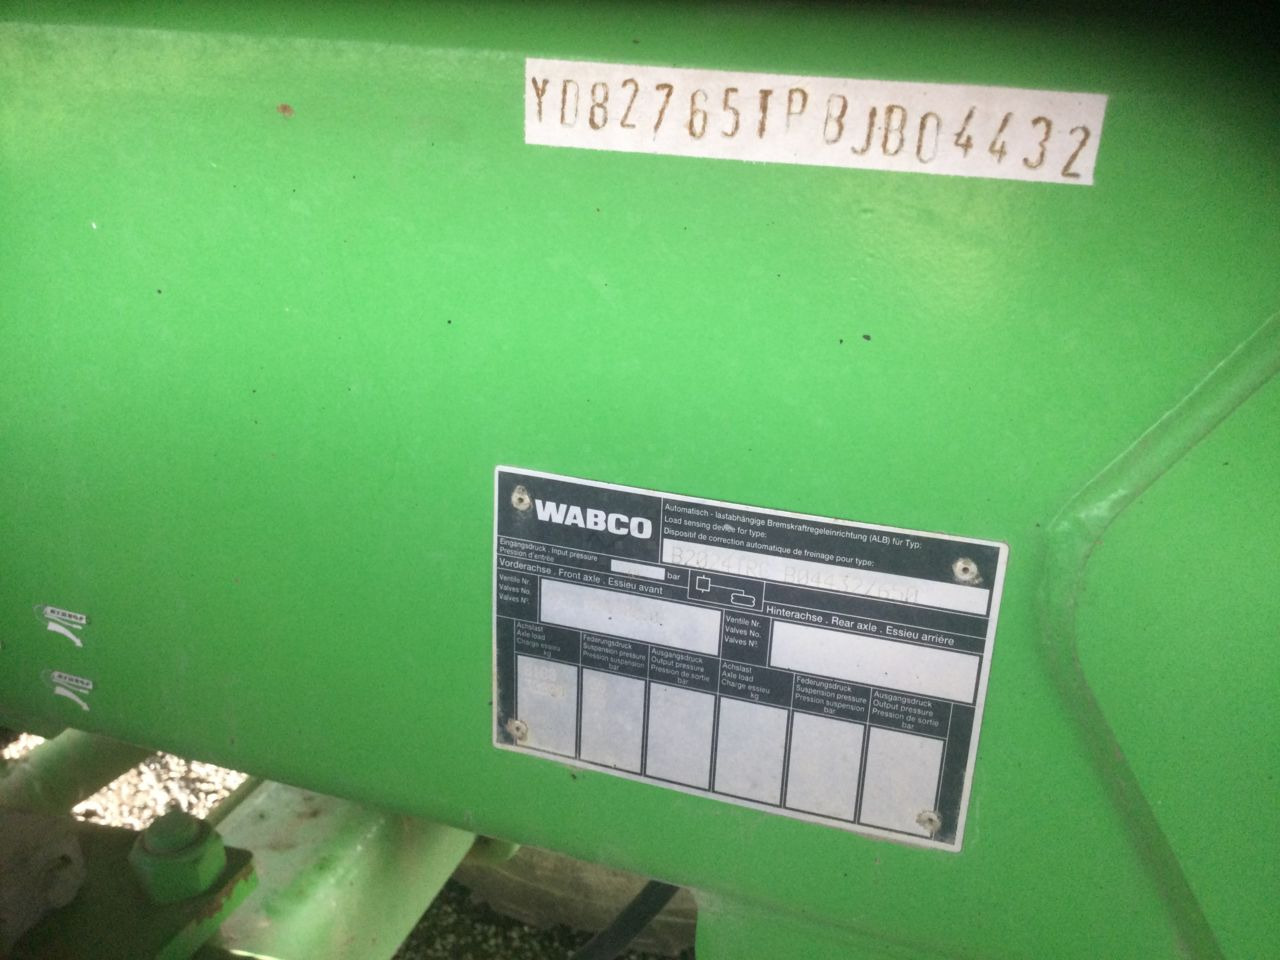 YD82765TPBJB04432
WABCO
Automatisch - lastabhängige Bremskraftregeleinrichtung (ALB) für Typ:
Load sensing device for type:
Dispositif de correction automatique de freinage pour type:
Eingangsdruck . Input pressure
Pression d'entrée
bar
Vorderachse . Front axle . Essieu avant
Hinterachse . Rear axle . Essieu arriére
Ventile Nr.
Valves No.
Valves N°.
Ventile Nr.
Valves No.
Valves N°.
Achslast
Axle load
Charge essieu
kg
Federungsdruck
Suspension pressure
Pression suspension
bar
Ausgangsdruck
Output pressure
Pression de sortie
bar
Achslast
Axle load
Charge essieu
kg
Federungsdruck
Suspension pressure
Pression suspension
bar
Ausgangsdruck
Output pressure
Pression de sortie
bar